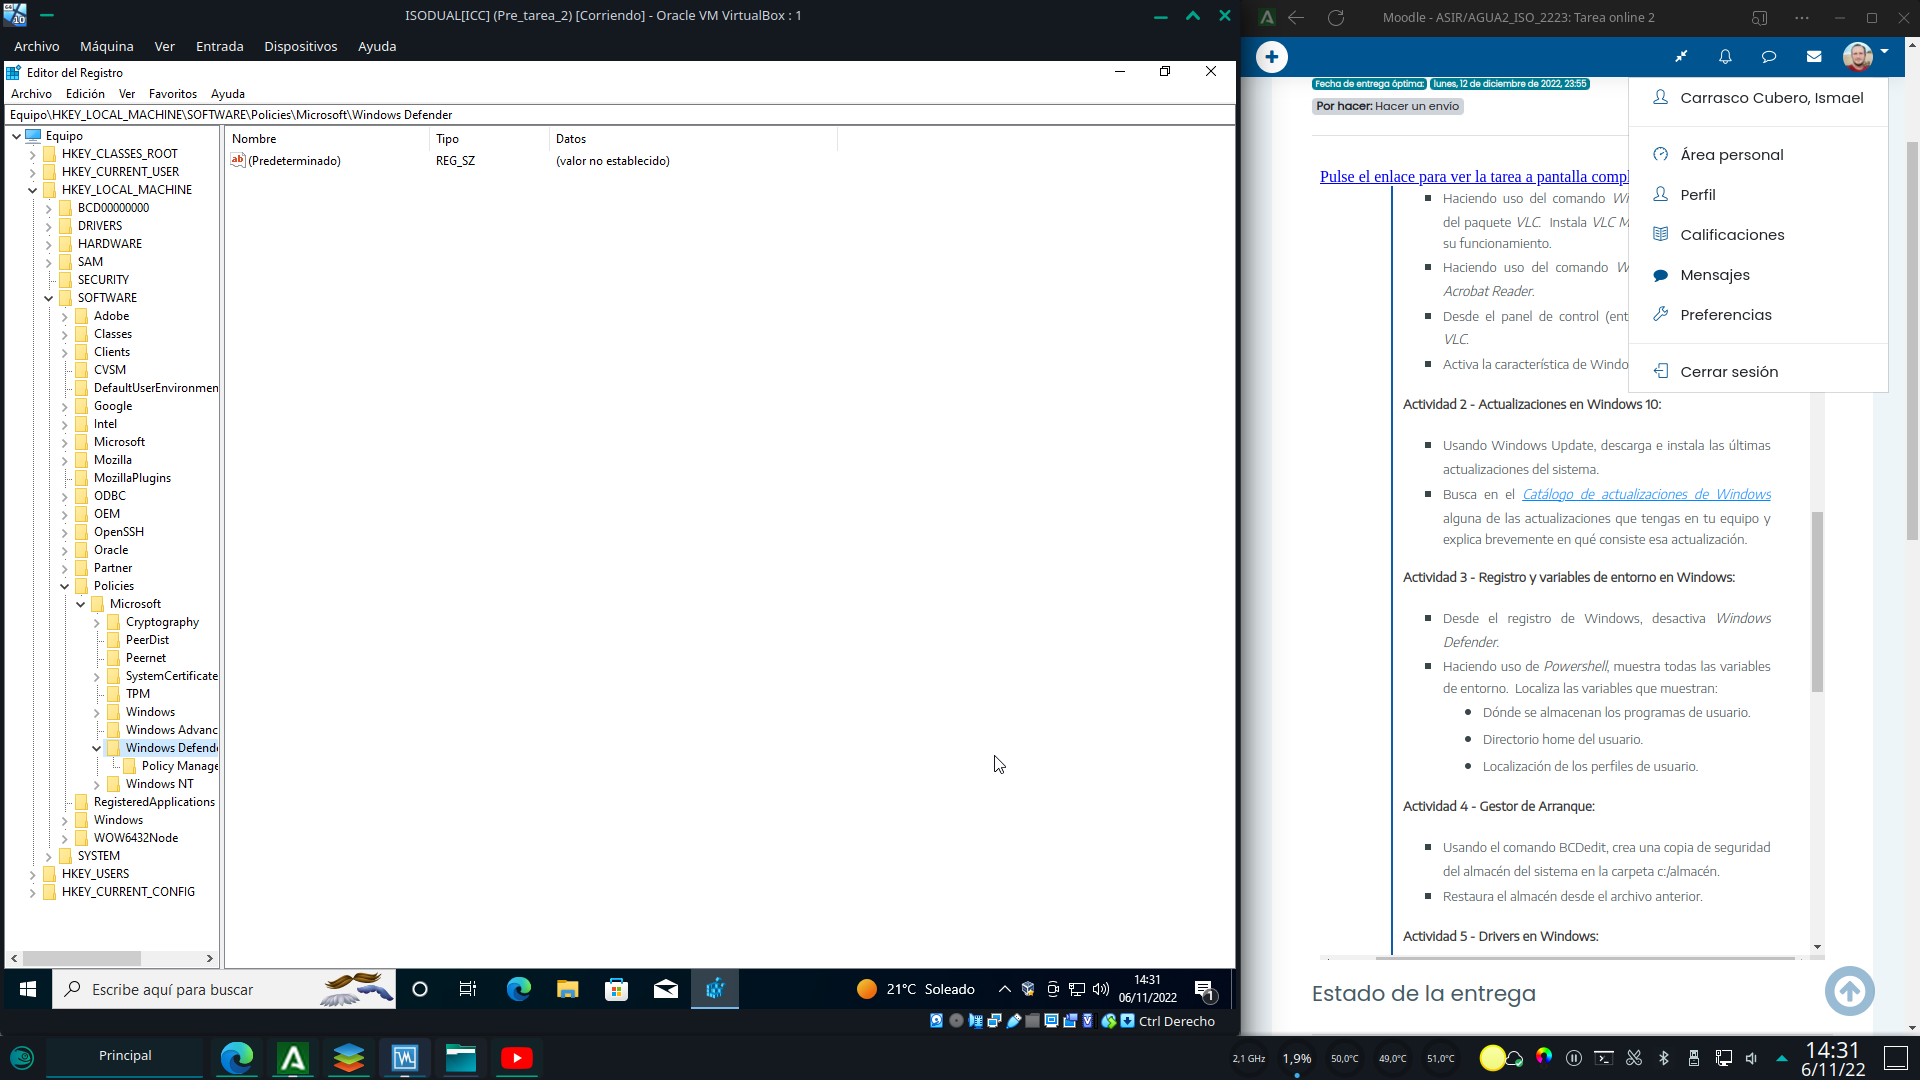 ISODUAL[ICC] (Pre_tarea_2) [Corriendo] - Oracle VM VirtualBox : 1
Archivo Máquina Ver Entrada Dispositivos Ayuda
Editor del Registro
Archivo Edición Ver Favoritos Ayuda
Equipo\HKEY_LOCAL_MACHINE\SOFTWARE\Policies\Microsoft\Windows Defender
Equipo
HKEY_CLASSES_ROOT
HKEY_CURRENT_USER
HKEY_LOCAL_MACHINE
BCD00000000
DRIVERS
HARDWARE
SAM
SECURITY
SOFTWARE
Adobe
Classes
Clients
CVSM
DefaultUserEnvironmen
Google
Intel
Microsoft
Mozilla
MozillaPlugins
ODBC
OEM
OpenSSH
Oracle
Partner
Policies
Microsoft
Cryptography
PeerDist
Peernet
SystemCertificate
TPM
Windows
Windows Advanc
Windows Defende
Policy Manage
Windows NT
RegisteredApplications
Windows
WOW6432Node
SYSTEM
HKEY_USERS
HKEY_CURRENT_CONFIG
Nombre Tipo Datos
(Predeterminado) REG_SZ (valor no establecido)
Escribe aquí para buscar
21°C Soleado
14:31
06/11/2022
1
Ctrl Derecho
Moodle - ASIR/AGUA2_ISO_2223: Tarea online 2
Fecha de entrega óptima: lunes, 12 de diciembre de 2022, 23:55
Por hacer: Hacer un envío
Carrasco Cubero, Ismael
Área personal
Perfil
Calificaciones
Mensajes
Preferencias
Cerrar sesión
Pulse el enlace para ver la tarea a pantalla compl
Haciendo uso del comando Wi
del paquete VLC. Instala VLC M
su funcionamiento.
Haciendo uso del comando W
Acrobat Reader.
Desde el panel de control (ent
VLC.
Activa la característica de Windo
Actividad 2 - Actualizaciones en Windows 10:
Usando Windows Update, descarga e instala las últimas
actualizaciones del sistema.
Busca en el Catálogo de actualizaciones de Windows
alguna de las actualizaciones que tengas en tu equipo y
explica brevemente en qué consiste esa actualización.
Actividad 3 - Registro y variables de entorno en Windows:
Desde el registro de Windows, desactiva Windows
Defender.
Haciendo uso de Powershell, muestra todas las variables
de entorno. Localiza las variables que muestran:
Dónde se almacenan los programas de usuario.
Directorio home del usuario.
Localización de los perfiles de usuario.
Actividad 4 - Gestor de Arranque:
Usando el comando BCDedit, crea una copia de seguridad
del almacén del sistema en la carpeta c:/almacén.
Restaura el almacén desde el archivo anterior.
Actividad 5 - Drivers en Windows:
Estado de la entrega
Principal
2,1 GHz 1,9% 50,0°C 49,0°C 51,0°C
14:31
6/11/22